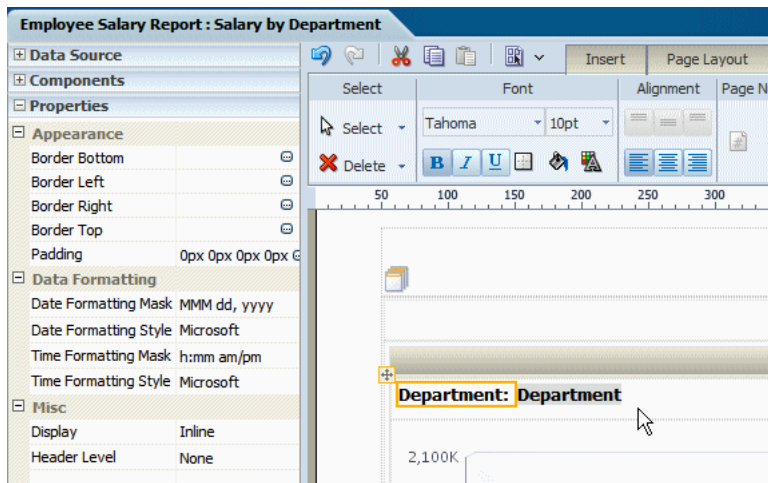 Employee Salary Report : Salary by Department
Data Source
Components
Properties
Appearance
Border Bottom
Border Left
Border Right
Border Top
Padding 0px 0px 0px 0px
Data Formatting
Date Formatting Mask MMM dd, yyyy
Date Formatting Style Microsoft
Time Formatting Mask h:mm am/pm
Time Formatting Style Microsoft
Misc
Display Inline
Header Level None
Insert Page Layout
Select Font Alignment Page N
Select Tahoma 10pt
Delete B I U
50 100 150 200 250 300
Department: Department
2,100K